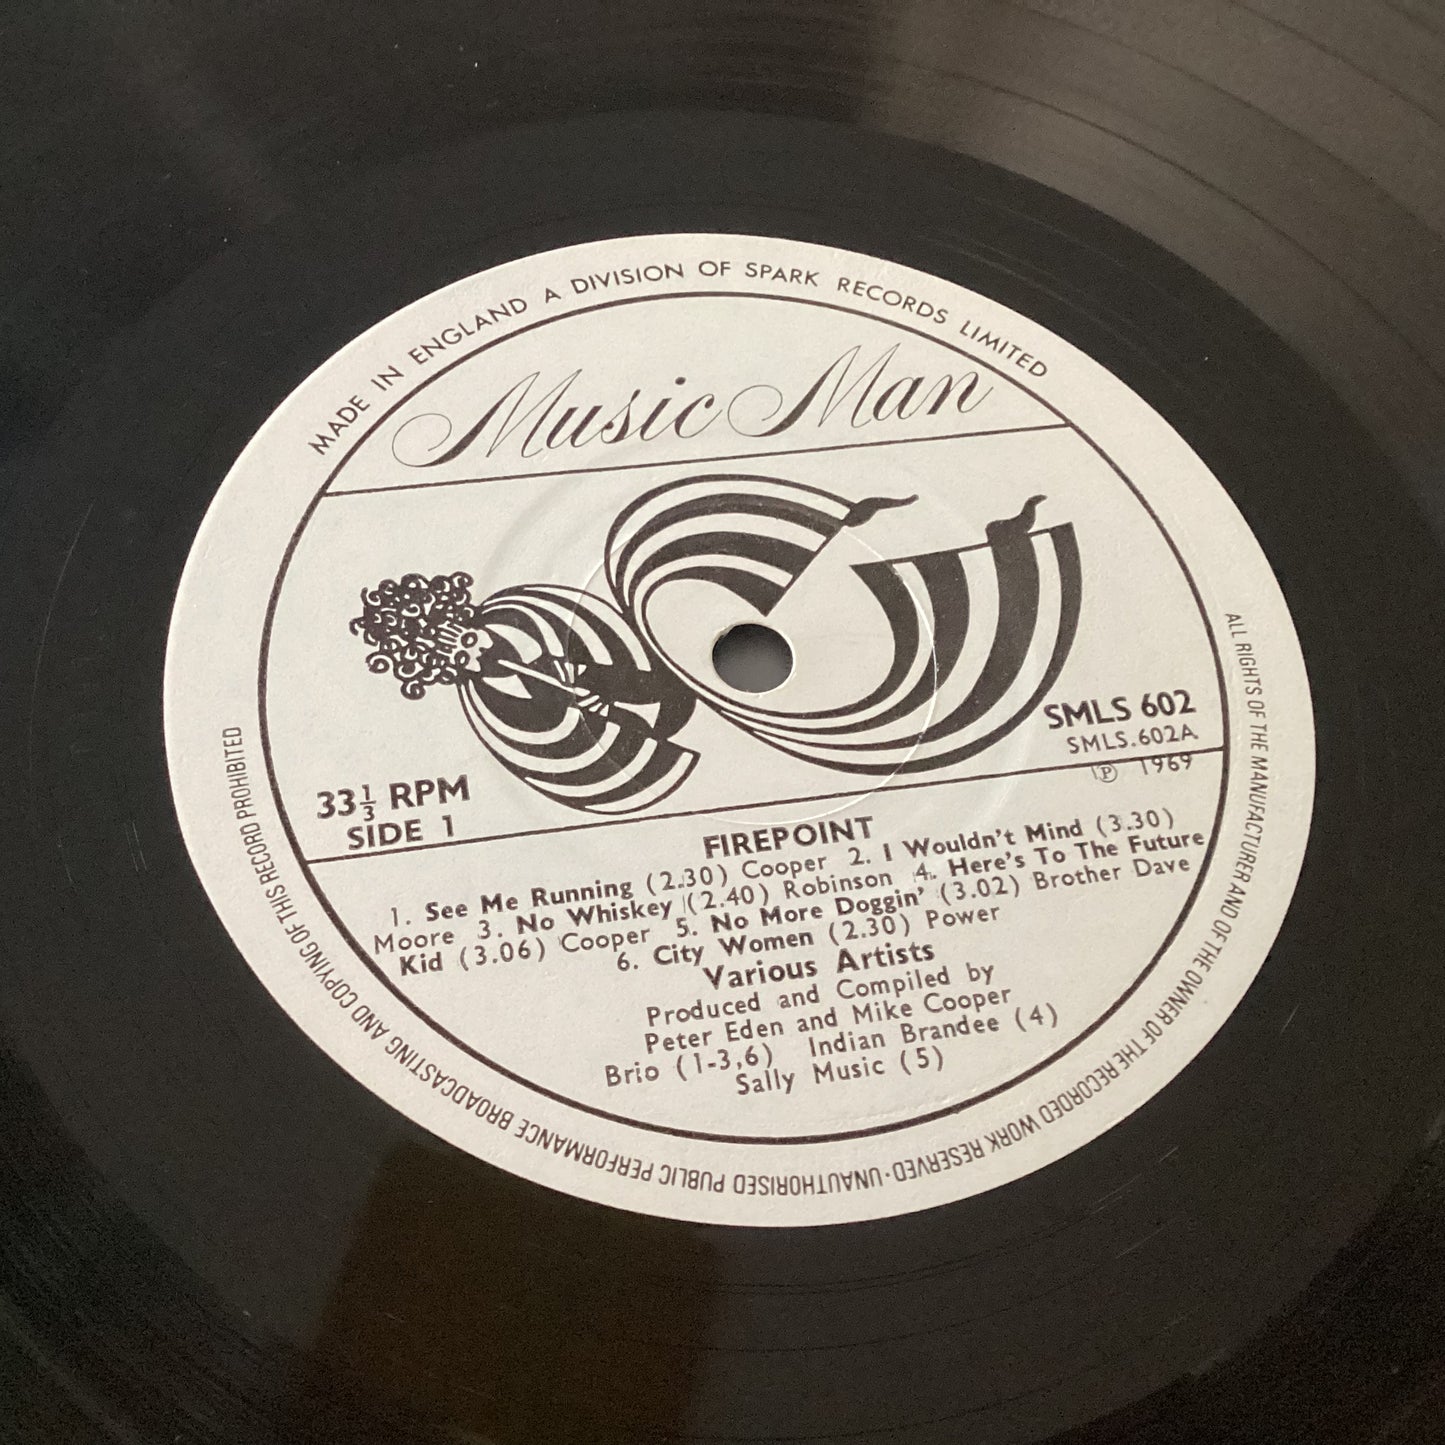 MADE IN ENGLAND A DIVISION OF SPARK RECORDS LIMITED
Music Man
SMLS 602
SMLS.602A
Ⓟ 1969
33⅓ RPM
SIDE 1
FIREPOINT
1. See Me Running (2.30) Cooper 2. I Wouldn't Mind (3.30)
Moore 3. No Whiskey (2.40) Robinson 4. Here's To The Future
Kid (3.06) Cooper 5. No More Doggin' (3.02) Brother Dave
6. City Women (2.30) Power
Various Artists
Produced and Compiled by
Peter Eden and Mike Cooper
Brio (1-3,6) Indian Brandee (4)
Sally Music (5)
ALL RIGHTS OF THE MANUFACTURER AND OF THE OWNER OF THE RECORDED WORK RESERVED·UNAUTHORISED PUBLIC PERFORMANCE BROADCASTING AND COPYING OF THIS RECORD PROHIBITED